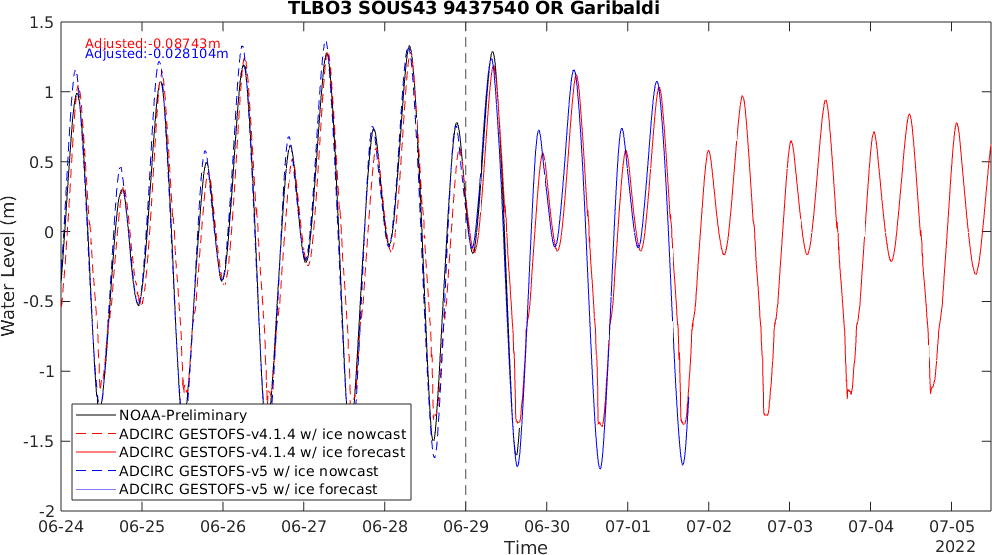 TLBO3 SOUS43 9437540 OR Garibaldi
Adjusted:-0.08743m
Adjusted:-0.028104m
Water Level (m)
1.5
1
0.5
0
-0.5
-1
-1.5
-2
NOAA-Preliminary
ADCIRC GESTOFS-v4.1.4 w/ ice nowcast
ADCIRC GESTOFS-v4.1.4 w/ ice forecast
ADCIRC GESTOFS-v5 w/ ice nowcast
ADCIRC GESTOFS-v5 w/ ice forecast
06-24 06-25 06-26 06-27 06-28 06-29 06-30 07-01 07-02 07-03 07-04 07-05
Time
2022